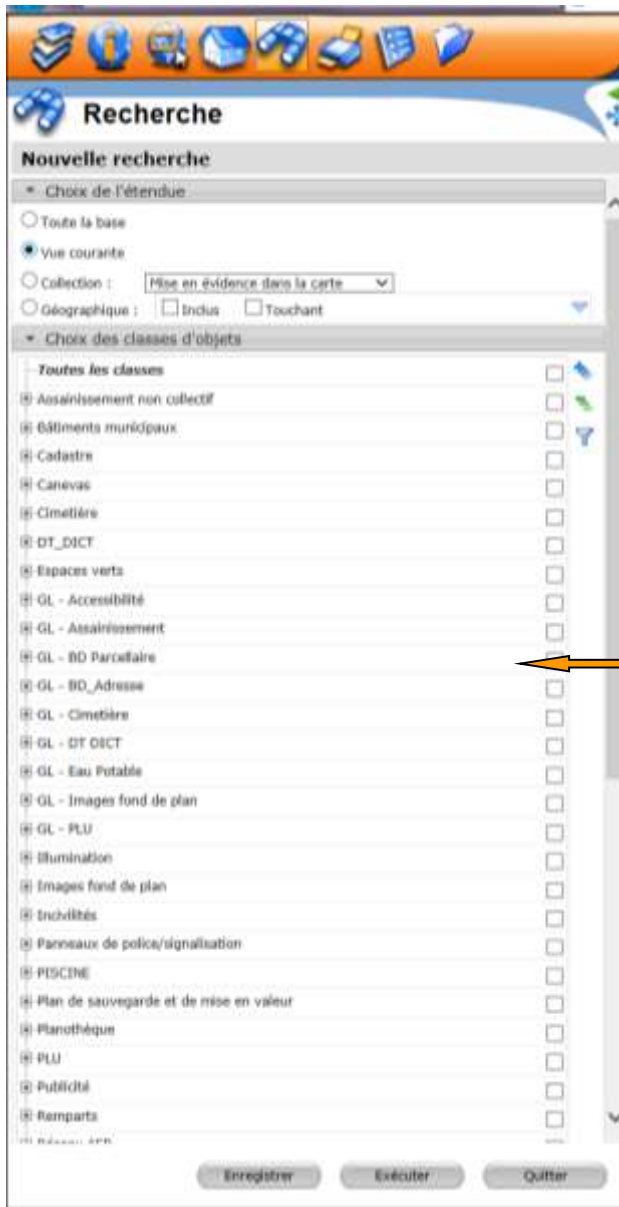 Recherche
Nouvelle recherche
Choix de l'étendue
Toute la base
Vue courante
Collection : Mise en évidence dans la carte
Géographique : Inclus Touchant
Choix des classes d'objets
Toutes les classes
Assainissement non collectif
Bâtiments municipaux
Cadastre
Canevas
Cimetière
DT_DICT
Espaces verts
GL - Accessibilité
GL - Assainissement
GL - BD Parcellaire
GL - BD_Adresse
GL - Cimetière
GL - DT DICT
GL - Eau Potable
GL - Images fond de plan
GL - PLU
Illumination
Images fond de plan
Incivilités
Panneaux de police/signalisation
PISCINE
Plan de sauvegarde et de mise en valeur
Planothèque
PLU
Publicité
Remparts
Enregistrer Exécuter Quitter